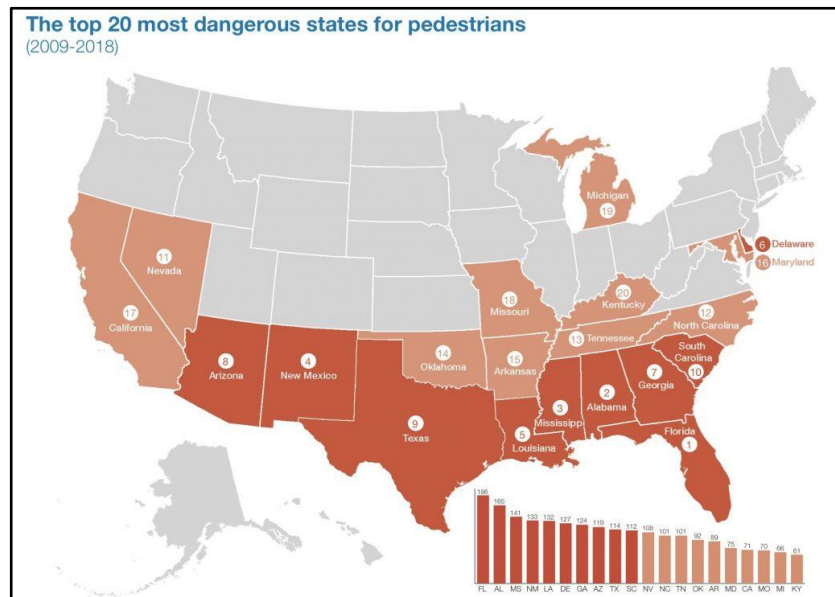 The top 20 most dangerous states for pedestrians
(2009-2018)
Michigan
19
6 Delaware
16 Maryland
11
Nevada
17
California
18
Missouri
20
Kentucky
12
North Carolina
13 Tennessee
14
Oklahoma
15
Arkansas
South
Carolina
10
8
Arizona
4
New Mexico
9
Texas
5
Louisiana
3
Mississippi
2
Alabama
7
Georgia
Florida
1
165 141 133 132 127 124 119 114 112 108 101 101 92 89 75 71 70 66 61
FL AL MS NM LA DE GA AZ TX SC NV NC TN OK AR MD CA MO MI KY